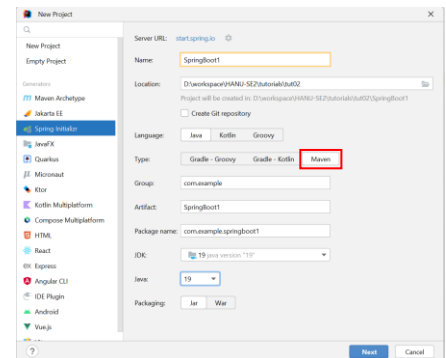 New Project
New Project
Empty Project
Generators
Maven Archetype
Jakarta EE
Spring Initializr
JavaFX
Quarkus
Micronaut
Ktor
Kotlin Multiplatform
Compose Multiplatform
HTML
React
Express
Angular CLI
IDE Plugin
Android
Vue.js
Server URL: start.spring.io
Name: SpringBoot1
Location: D:\workspace\HANU-SE2\tutorials\tut02
Project will be created in: D:\workspace\HANU-SE2\tutorials\tut02\SpringBoot1
Create Git repository
Language: Java Kotlin Groovy
Type: Gradle - Groovy Gradle - Kotlin Maven
Group: com.example
Artifact: SpringBoot1
Package name: com.example.springboot1
JDK: 19 java version "19"
Java: 19
Packaging: Jar War
? Next Cancel